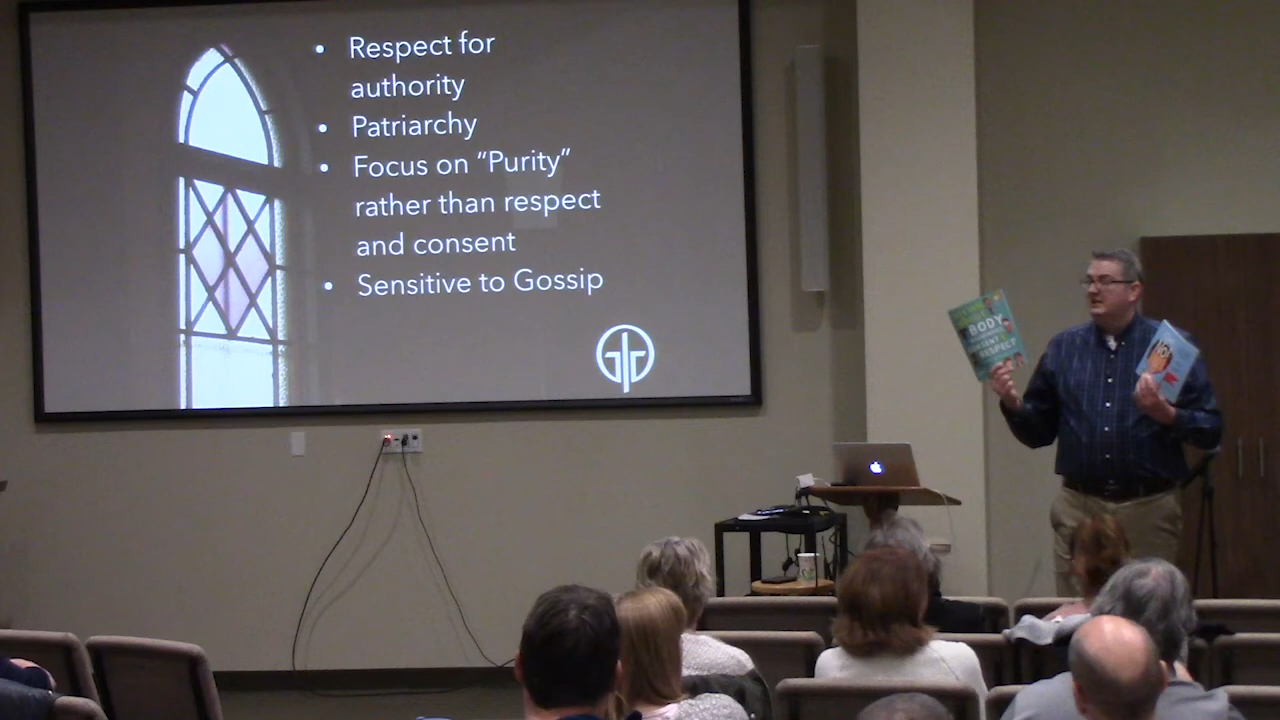 • Respect for
authority
• Patriarchy
• Focus on “Purity”
rather than respect
and consent
• Sensitive to Gossip
BODY
RESPECT